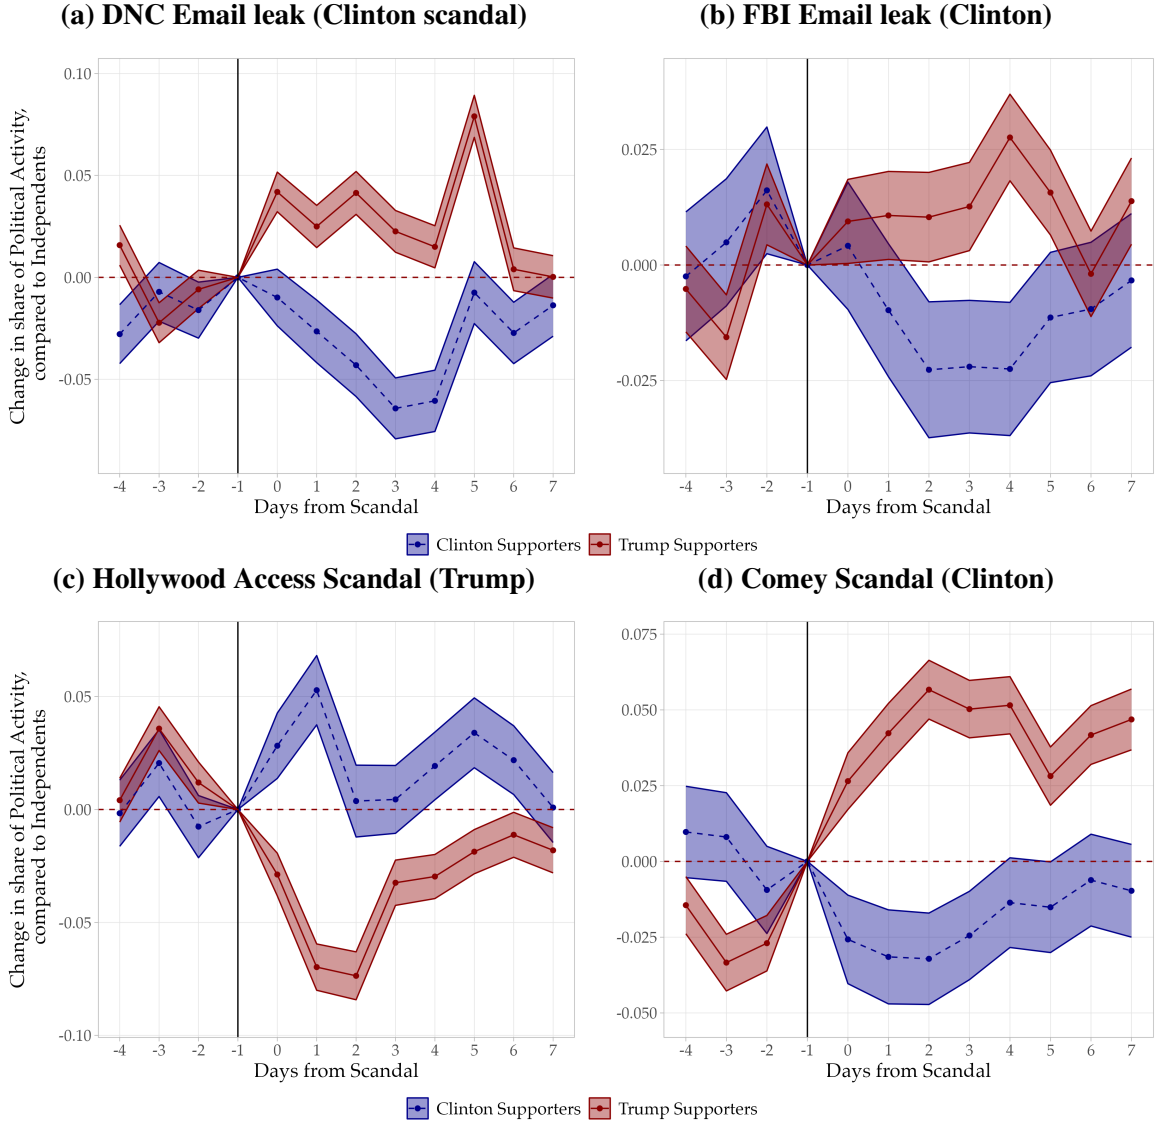 (a) DNC Email leak (Clinton scandal)
(b) FBI Email leak (Clinton)
Change in share of Political Activity,
compared to Independents
0.10
0.05
0.00
-0.05
-4 -3 -2 -1 0 1 2 3 4 5 6 7
Days from Scandal
0.025
0.000
-0.025
-4 -3 -2 -1 0 1 2 3 4 5 6 7
Days from Scandal
Clinton Supporters Trump Supporters
(c) Hollywood Access Scandal (Trump)
(d) Comey Scandal (Clinton)
Change in share of Political Activity,
compared to Independents
0.05
0.00
-0.05
-0.10
-4 -3 -2 -1 0 1 2 3 4 5 6 7
Days from Scandal
0.075
0.050
0.025
0.000
-0.025
-0.050
-4 -3 -2 -1 0 1 2 3 4 5 6 7
Days from Scandal
Clinton Supporters Trump Supporters